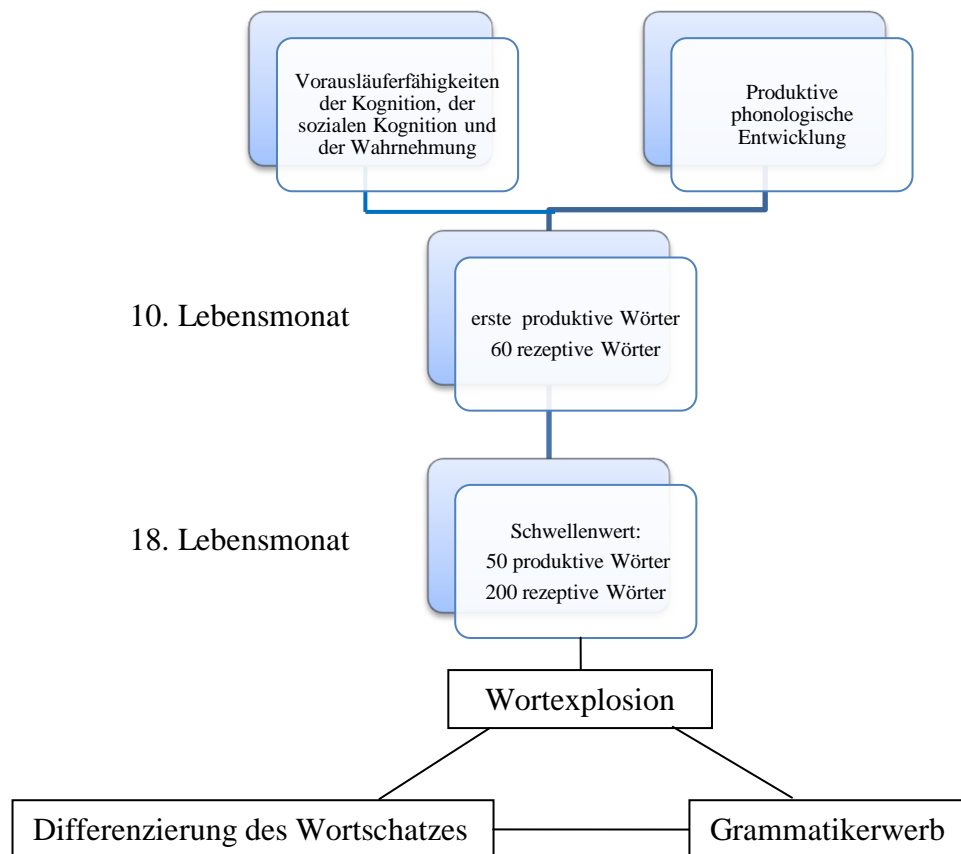 Vorausläuferfähigkeiten
der Kognition, der
sozialen Kognition und
der Wahrnehmung
Produktive
phonologische
Entwicklung
10. Lebensmonat
erste produktive Wörter
60 rezeptive Wörter
18. Lebensmonat
Schwellenwert:
50 produktive Wörter
200 rezeptive Wörter
Wortexplosion
Differenzierung des Wortschatzes
Grammatikerwerb